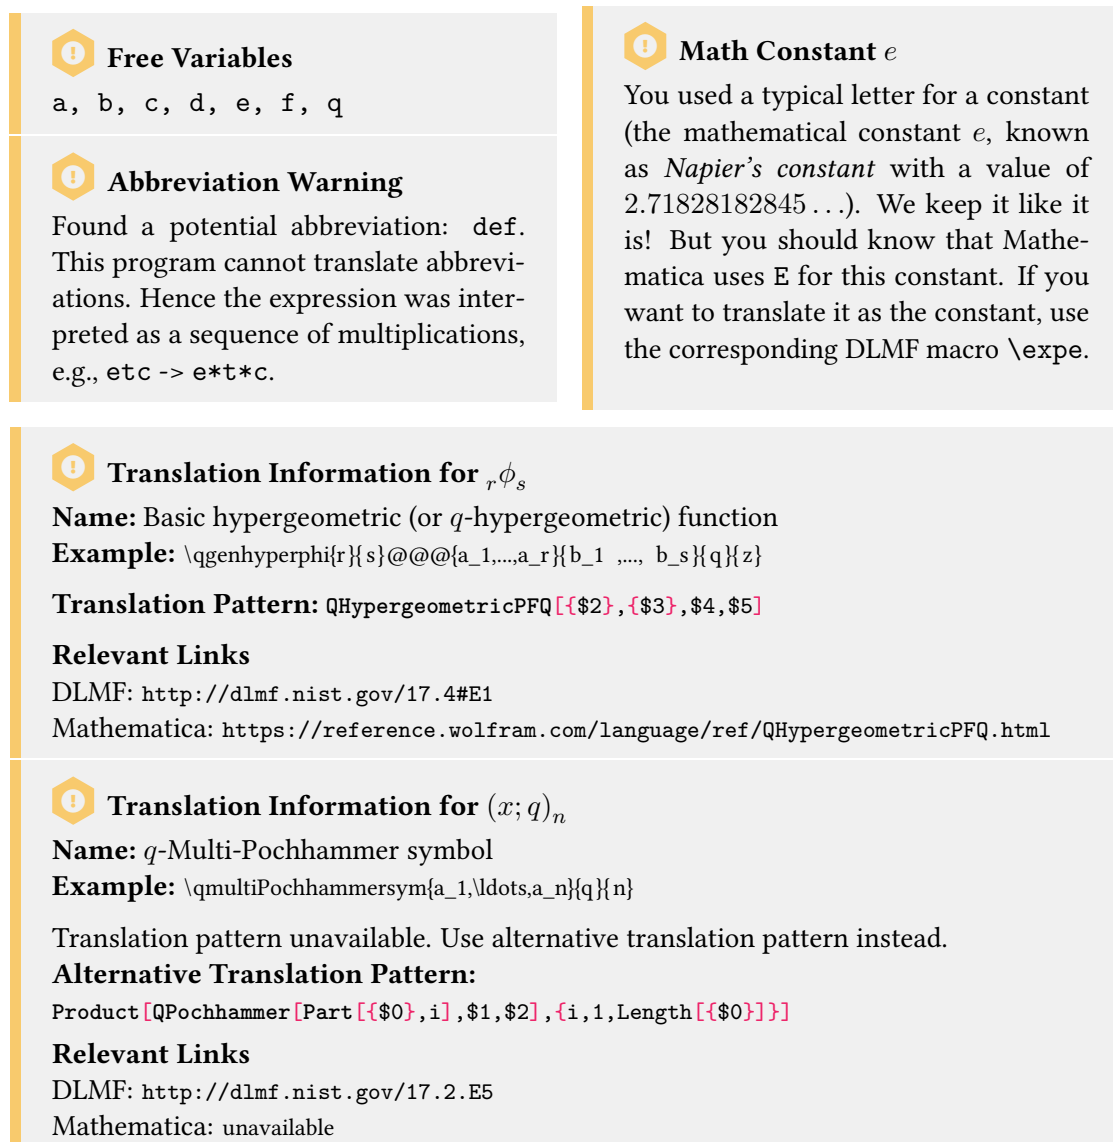 Free Variables
a, b, c, d, e, f, q
Abbreviation Warning
Found a potential abbreviation: def.
This program cannot translate abbrevi-
ations. Hence the expression was inter-
preted as a sequence of multiplications,
e.g., etc -> e*t*c.
Math Constant e
You used a typical letter for a constant
(the mathematical constant e, known
as Napier's constant with a value of
2.71828182845 . . .). We keep it like it
is! But you should know that Mathe-
matica uses E for this constant. If you
want to translate it as the constant, use
the corresponding DLMF macro \expe.
Translation Information for rϕs
Name: Basic hypergeometric (or q-hypergeometric) function
Example: \qgenhyperphi{r}{s}@@@{a_1,...,a_r}{b_1 ,..., b_s}{q}{z}
Translation Pattern: QHypergeometricPFQ[{$2},{$3},$4,$5]
Relevant Links
DLMF: http://dlmf.nist.gov/17.4#E1
Mathematica: https://reference.wolfram.com/language/ref/QHypergeometricPFQ.html
Translation Information for (x; q)n
Name: q-Multi-Pochhammer symbol
Example: \qmultiPochhammersym{a_1,\ldots,a_n}{q}{n}
Translation pattern unavailable. Use alternative translation pattern instead.
Alternative Translation Pattern:
Product[QPochhammer[Part[{$0},i],$1,$2],{i,1,Length[{$0}]}]
Relevant Links
DLMF: http://dlmf.nist.gov/17.2.E5
Mathematica: unavailable